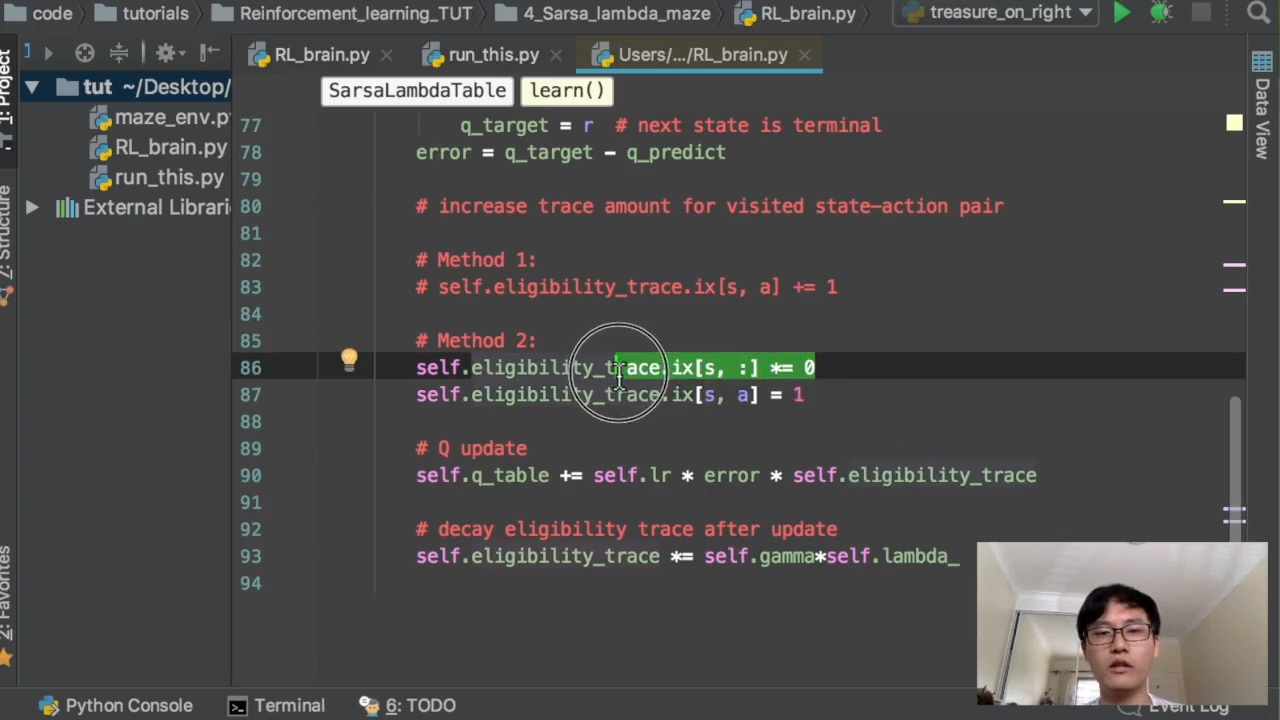 code tutorials Reinforcement_learning_TUT 4_Sarsa_lambda_maze RL_brain.py treasure_on_right
RL_brain.py run_this.py Users/.../RL_brain.py
1: Project
tut ~/Desktop/
maze_env.p
RL_brain.py
run_this.py
External Librari
Z: Structure
2: Favorites
SarsaLambdaTable learn()
77 q_target = r # next state is terminal
78 error = q_target - q_predict
79
80 # increase trace amount for visited state-action pair
81
82 # Method 1:
83 # self.eligibility_trace.ix[s, a] += 1
84
85 # Method 2:
86 self.eligibility_trace.ix[s, :] *= 0
87 self.eligibility_trace.ix[s, a] = 1
88
89 # Q update
90 self.q_table += self.lr * error * self.eligibility_trace
91
92 # decay eligibility trace after update
93 self.eligibility_trace *= self.gamma*self.lambda_
94
Data View
Python Console Terminal 6: TODO Event Log